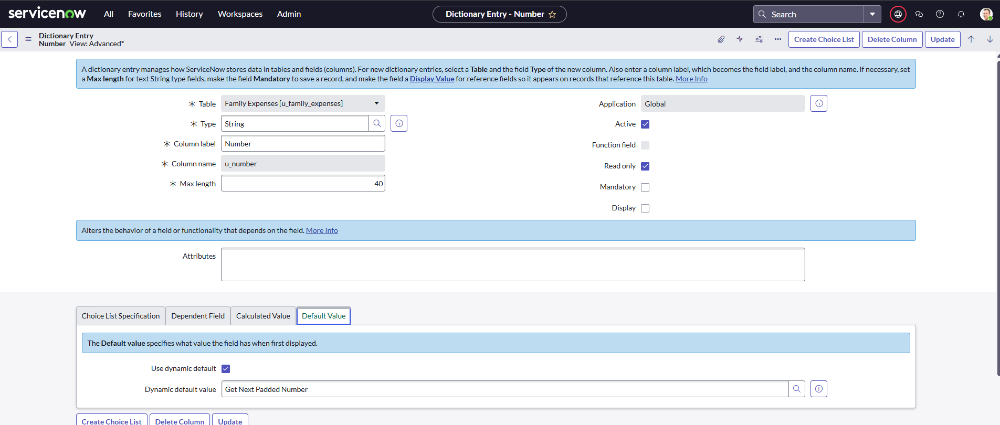 servicenow All Favorites History Workspaces Admin Dictionary Entry - Number Search
Dictionary Entry
Number View: Advanced*
Create Choice List Delete Column Update
A dictionary entry manages how ServiceNow stores data in tables and fields (columns). For new dictionary entries, select a Table and the field Type of the new column. Also enter a column label, which becomes the field label, and the column name. If necessary, set
a Max length for text String type fields, make the field Mandatory to save a record, and make the field a Display Value for reference fields so it appears on records that reference this table. More Info
Table Family Expenses [u_family_expenses]
Type String
Column label Number
Column name u_number
Max length 40
Application Global
Active
Function field
Read only
Mandatory
Display
Alters the behavior of a field or functionality that depends on the field. More Info
Attributes
Choice List Specification Dependent Field Calculated Value Default Value
The Default value specifies what value the field has when first displayed.
Use dynamic default
Dynamic default value Get Next Padded Number
Create Choice List Delete Column Update